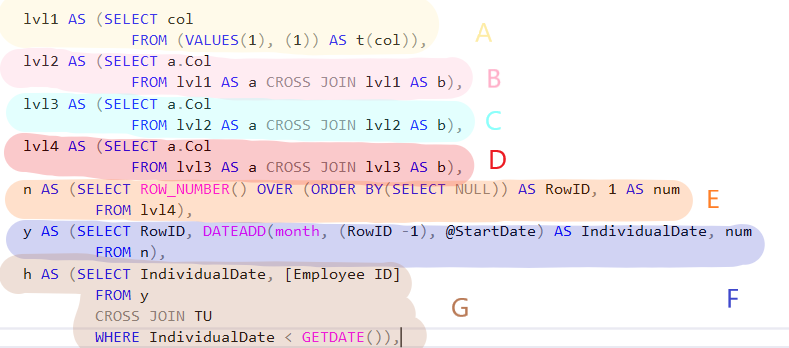 lvl1 AS (SELECT col
FROM (VALUES(1), (1)) AS t(col)),
A
lvl2 AS (SELECT a.Col
FROM lvl1 AS a CROSS JOIN lvl1 AS b),
B
lvl3 AS (SELECT a.Col
FROM lvl2 AS a CROSS JOIN lvl2 AS b),
C
lvl4 AS (SELECT a.Col
FROM lvl3 AS a CROSS JOIN lvl3 AS b),
D
n AS (SELECT ROW_NUMBER() OVER (ORDER BY(SELECT NULL)) AS RowID, 1 AS num
FROM lvl4),
E
y AS (SELECT RowID, DATEADD(month, (RowID -1), @StartDate) AS IndividualDate, num
FROM n),
F
h AS (SELECT IndividualDate, [Employee ID]
FROM y
CROSS JOIN TU
WHERE IndividualDate < GETDATE()),
G